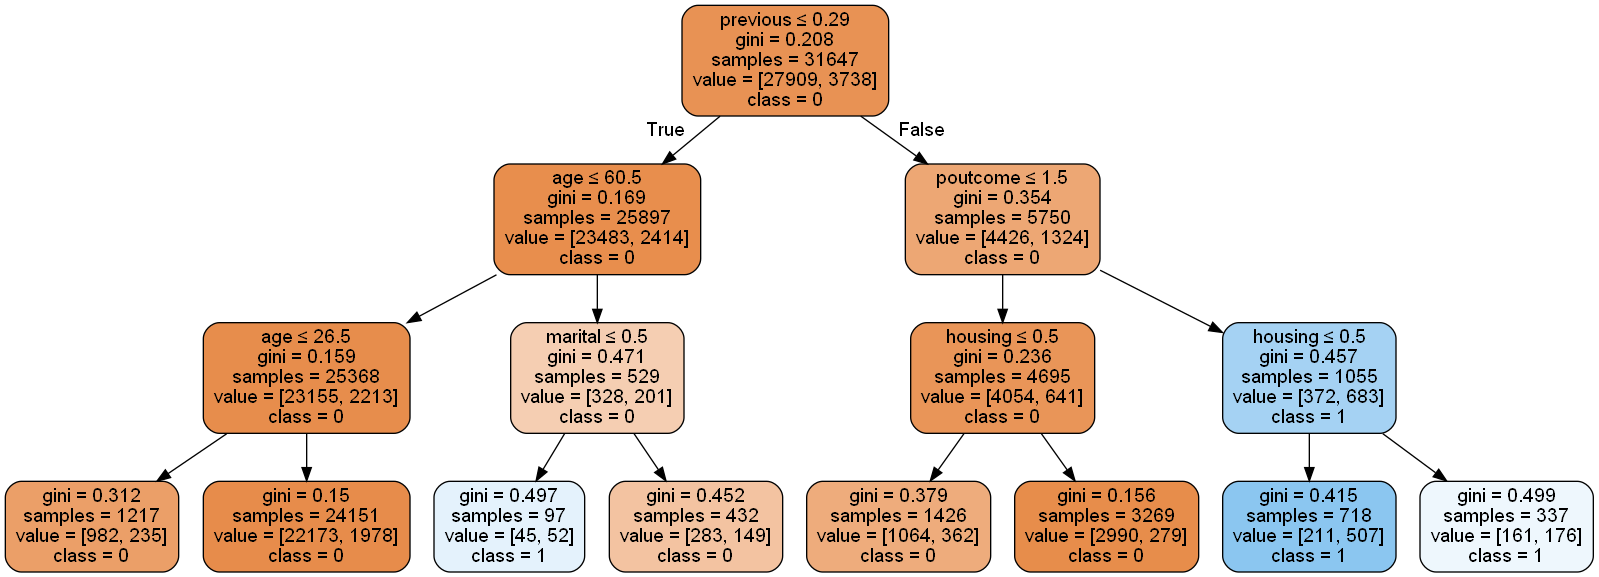 previous ≤ 0.29
gini = 0.208
samples = 31647
value = [27909, 3738]
class = 0
True
False
age ≤ 60.5
gini = 0.169
samples = 25897
value = [23483, 2414]
class = 0
poutcome ≤ 1.5
gini = 0.354
samples = 5750
value = [4426, 1324]
class = 0
age ≤ 26.5
gini = 0.159
samples = 25368
value = [23155, 2213]
class = 0
marital ≤ 0.5
gini = 0.471
samples = 529
value = [328, 201]
class = 0
housing ≤ 0.5
gini = 0.236
samples = 4695
value = [4054, 641]
class = 0
housing ≤ 0.5
gini = 0.457
samples = 1055
value = [372, 683]
class = 1
gini = 0.312
samples = 1217
value = [982, 235]
class = 0
gini = 0.15
samples = 24151
value = [22173, 1978]
class = 0
gini = 0.497
samples = 97
value = [45, 52]
class = 1
gini = 0.452
samples = 432
value = [283, 149]
class = 0
gini = 0.379
samples = 1426
value = [1064, 362]
class = 0
gini = 0.156
samples = 3269
value = [2990, 279]
class = 0
gini = 0.415
samples = 718
value = [211, 507]
class = 1
gini = 0.499
samples = 337
value = [161, 176]
class = 1